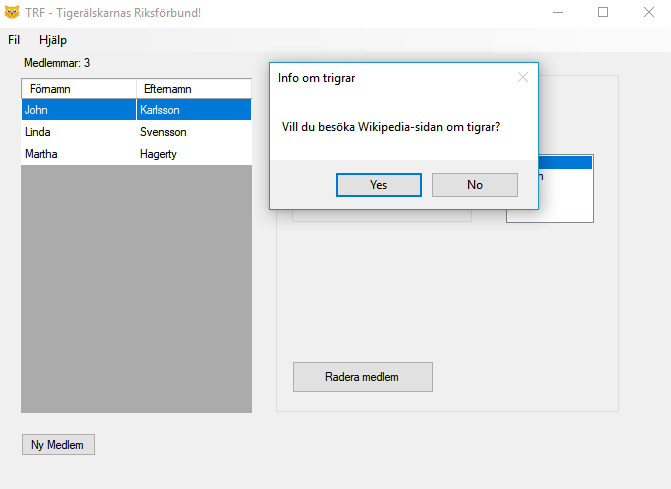 TRF - Tigerälskarnas Riksförbund!
Fil Hjälp
Medlemmar: 3
Förnamn Efternamn
John Karlsson
Linda Svensson
Martha Hagerty
Info om trigrar
Vill du besöka Wikipedia-sidan om tigrar?
Yes No
Radera medlem
Ny Medlem